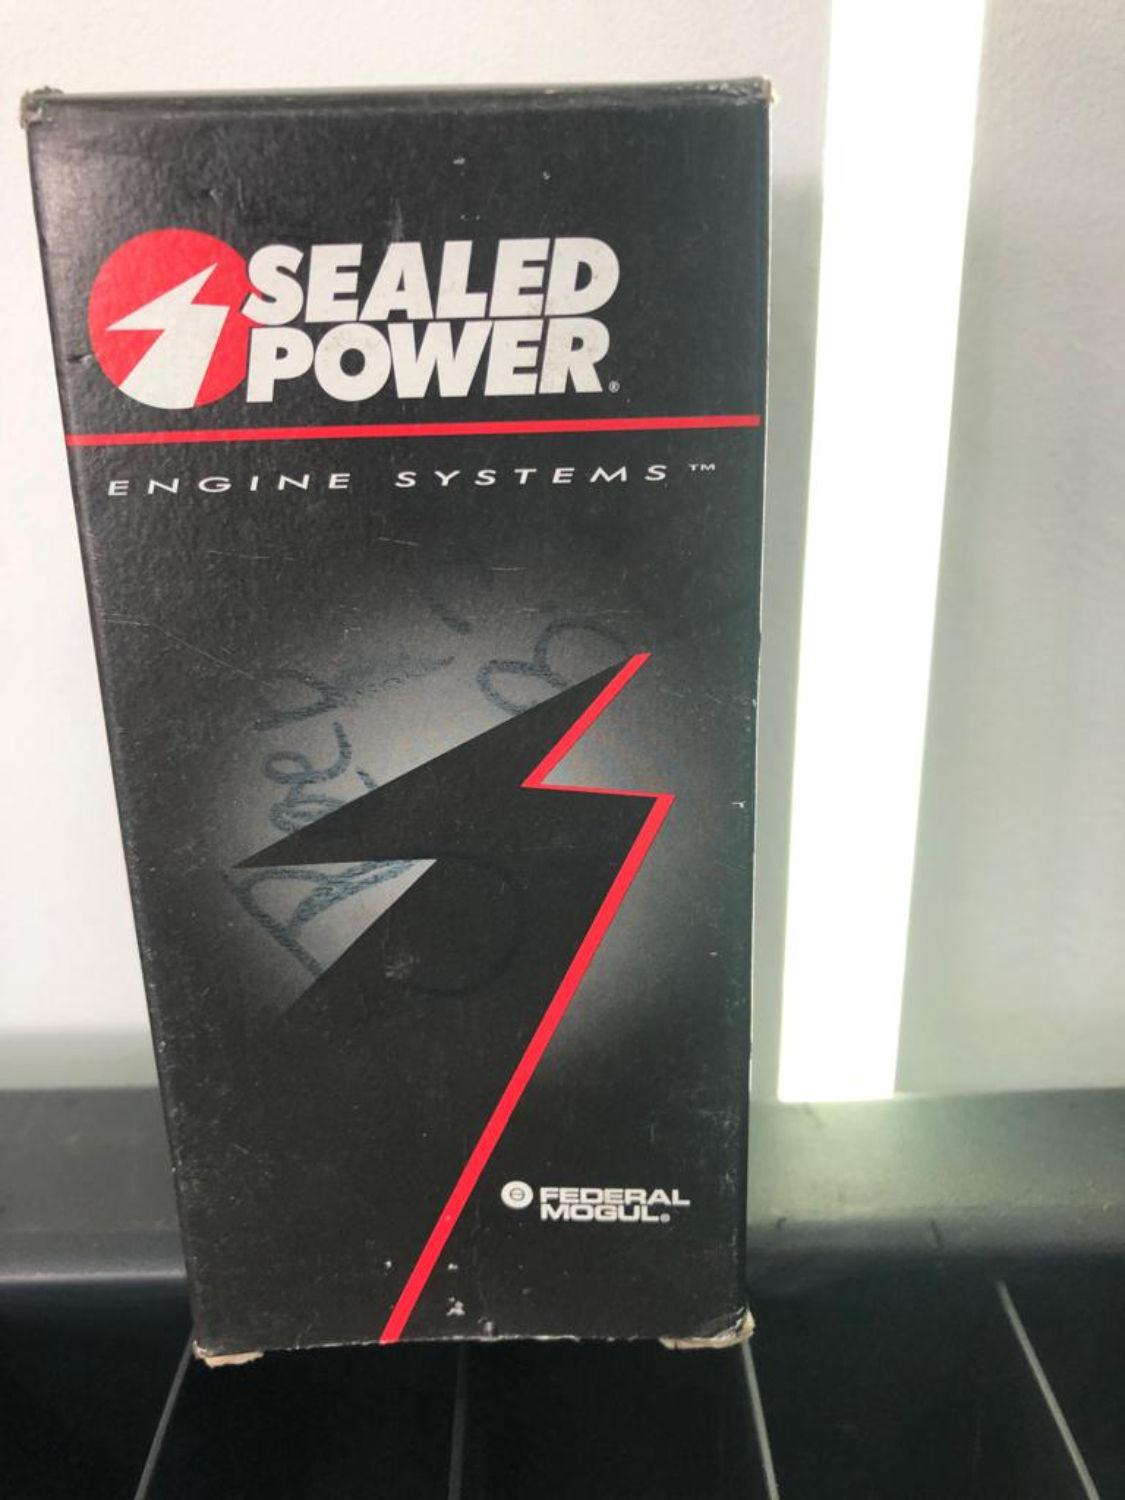 SEALED
POWER®
ENGINE SYSTEMS™
FEDERAL
MOGUL®